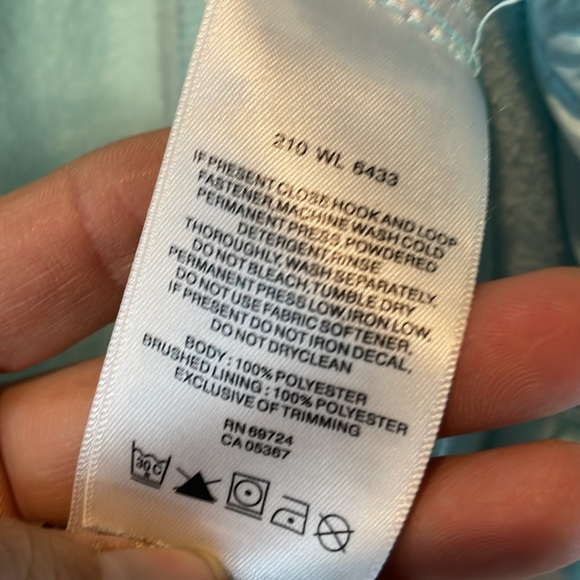 210 WL 6433
IF PRESENT CLOSE HOOK AND LOOP
FASTENER, MACHINE WASH COLD
PERMANENT PRESS, POWDERED
DETERGENT, RINSE
THOROUGHLY, WASH SEPARATELY,
DO NOT BLEACH, TUMBLE DRY
PERMANENT PRESS LOW, IRON LOW,
DO NOT USE FABRIC SOFTENER,
IF PRESENT DO NOT IRON DECAL,
DO NOT DRYCLEAN
BODY : 100% POLYESTER
BRUSHED LINING : 100% POLYESTER
EXCLUSIVE OF TRIMMING
RN 69724
CA 05367
30 C